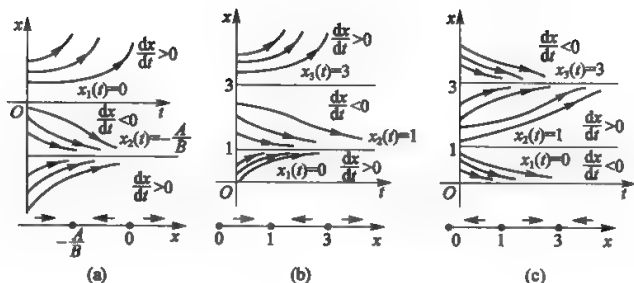 x
dx/dt>0
x₁(t)=0
O
t
dx/dt<0
x₂(t)=-A/B
dx/dt>0
-A/B
0
x
(a)
x
dx/dt>0
x₃(t)=3
3
dx/dt<0
x₂(t)=1
1
x₁(t)=0
dx/dt>0
O
t
0
1
3
x
(b)
x
dx/dt<0
x₃(t)=3
3
dx/dt>0
x₂(t)=1
1
x₁(t)=0
dx/dt<0
O
t
0
1
3
x
(c)